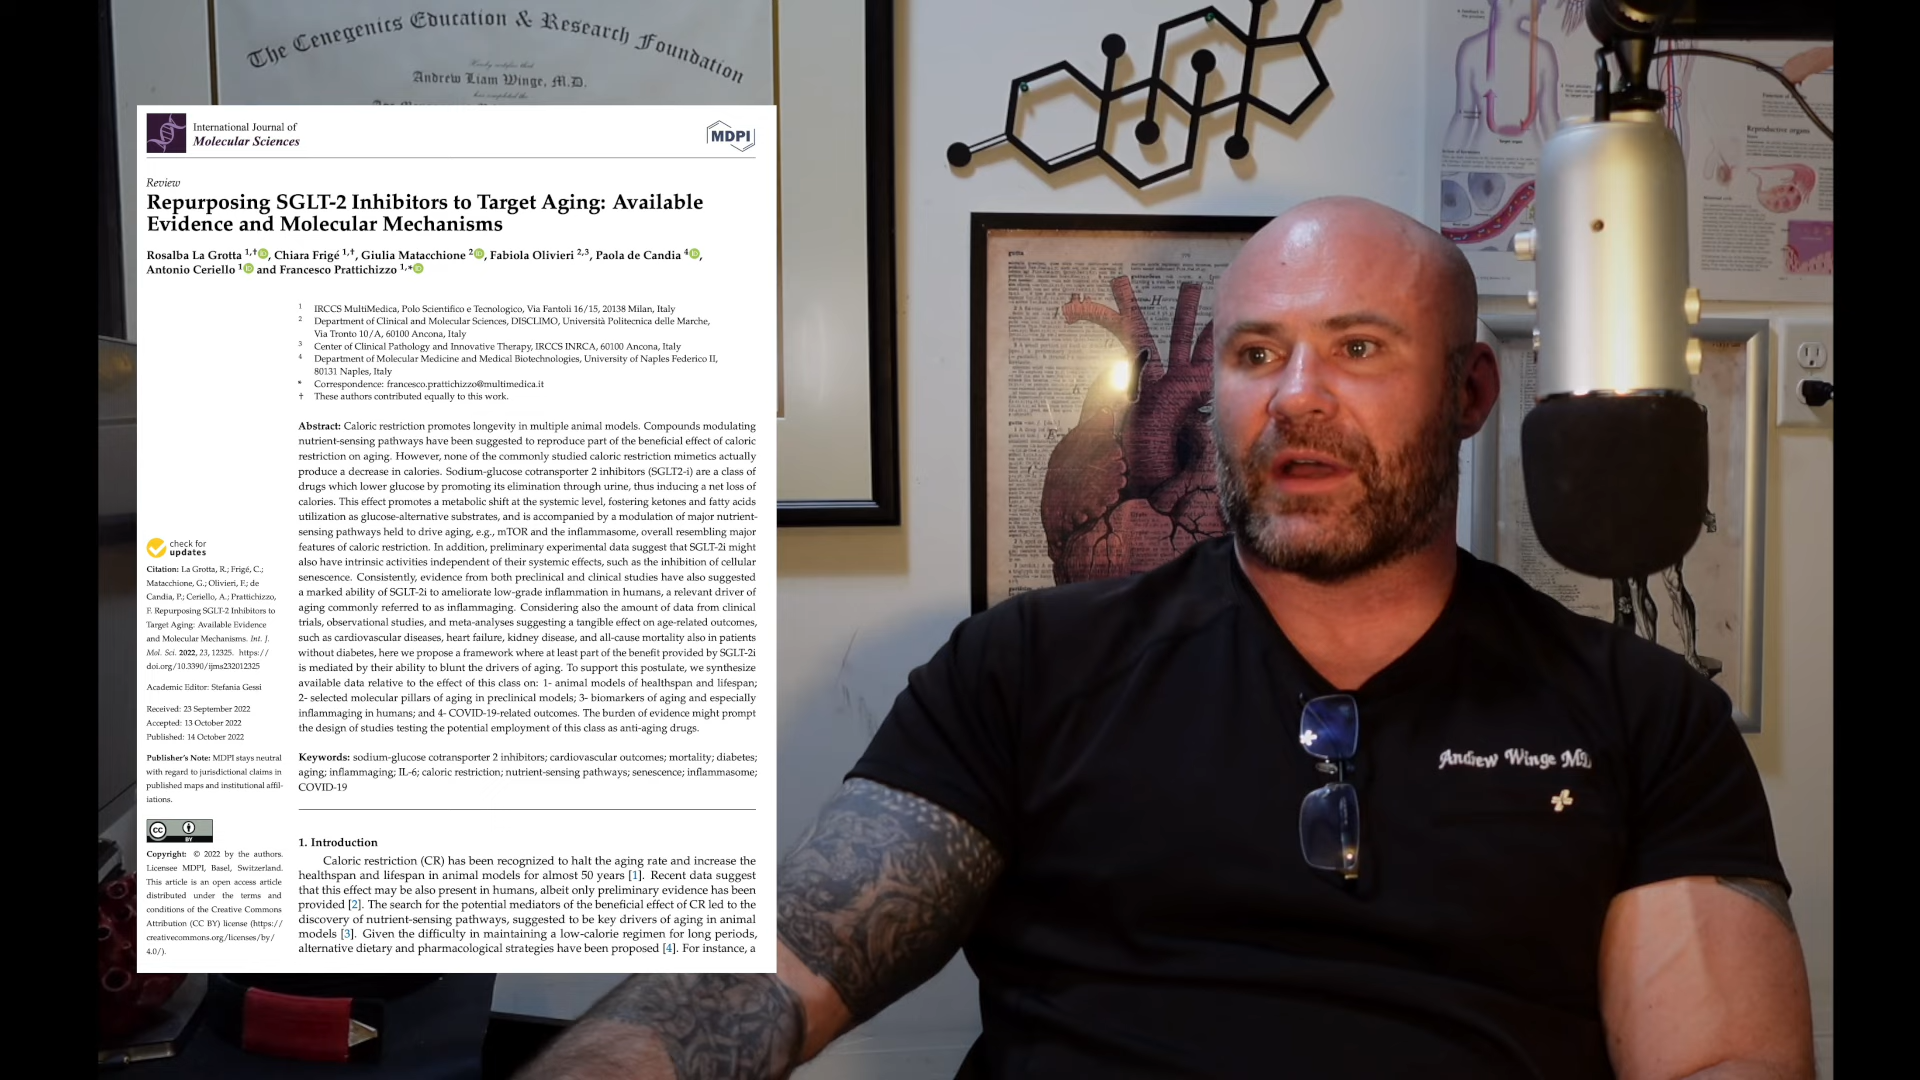 The Cenegenics Education & Research Foundation
Hereby certifies that
Andrew Liam Winge, M.D.
has completed the
International Journal of
Molecular Sciences
MDPI
Review
Repurposing SGLT-2 Inhibitors to Target Aging: Available
Evidence and Molecular Mechanisms
Rosalba La Grotta 1,†, Chiara Frigé 1,†, Giulia Matacchione 2, Fabiola Olivieri 2,3, Paola de Candia 4,
Antonio Ceriello 1 and Francesco Prattichizzo 1,*
1 IRCCS MultiMedica, Polo Scientifico e Tecnologico, Via Fantoli 16/15, 20138 Milan, Italy
2 Department of Clinical and Molecular Sciences, DISCLIMO, Università Politecnica delle Marche,
Via Tronto 10/A, 60100 Ancona, Italy
3 Center of Clinical Pathology and Innovative Therapy, IRCCS INRCA, 60100 Ancona, Italy
4 Department of Molecular Medicine and Medical Biotechnologies, University of Naples Federico II,
80131 Naples, Italy
* Correspondence: francesco.prattichizzo@multimedica.it
† These authors contributed equally to this work.
Abstract: Caloric restriction promotes longevity in multiple animal models. Compounds modulating
nutrient-sensing pathways have been suggested to reproduce part of the beneficial effect of caloric
restriction on aging. However, none of the commonly studied caloric restriction mimetics actually
produce a decrease in calories. Sodium-glucose cotransporter 2 inhibitors (SGLT2-i) are a class of
drugs which lower glucose by promoting its elimination through urine, thus inducing a net loss of
calories. This effect promotes a metabolic shift at the systemic level, fostering ketones and fatty acids
utilization as glucose-alternative substrates, and is accompanied by a modulation of major nutrient-
sensing pathways held to drive aging, e.g., mTOR and the inflammasome, overall resembling major
features of caloric restriction. In addition, preliminary experimental data suggest that SGLT-2i might
also have intrinsic activities independent of their systemic effects, such as the inhibition of cellular
senescence. Consistently, evidence from both preclinical and clinical studies have also suggested
a marked ability of SGLT-2i to ameliorate low-grade inflammation in humans, a relevant driver of
aging commonly referred to as inflammaging. Considering also the amount of data from clinical
trials, observational studies, and meta-analyses suggesting a tangible effect on age-related outcomes,
such as cardiovascular diseases, heart failure, kidney disease, and all-cause mortality also in patients
without diabetes, here we propose a framework where at least part of the benefit provided by SGLT-2i
is mediated by their ability to blunt the drivers of aging. To support this postulate, we synthesize
available data relative to the effect of this class on: 1- animal models of healthspan and lifespan;
2- selected molecular pillars of aging in preclinical models; 3- biomarkers of aging and especially
inflammaging in humans; and 4- COVID-19-related outcomes. The burden of evidence might prompt
the design of studies testing the potential employment of this class as anti-aging drugs.
Keywords: sodium-glucose cotransporter 2 inhibitors; cardiovascular outcomes; mortality; diabetes;
aging; inflammaging; IL-6; caloric restriction; nutrient-sensing pathways; senescence; inflammasome;
COVID-19
check for
updates
Citation: La Grotta, R.; Frigé, C.;
Matacchione, G.; Olivieri, F.; de
Candia, P.; Ceriello, A.; Prattichizzo,
F. Repurposing SGLT-2 Inhibitors to
Target Aging: Available Evidence
and Molecular Mechanisms. Int. J.
Mol. Sci. 2022, 23, 12325. https://
doi.org/10.3390/ijms232012325
Academic Editor: Stefania Gessi
Received: 23 September 2022
Accepted: 13 October 2022
Published: 14 October 2022
Publisher's Note: MDPI stays neutral
with regard to jurisdictional claims in
published maps and institutional affil-
iations.
cc BY
Copyright: © 2022 by the authors.
Licensee MDPI, Basel, Switzerland.
This article is an open access article
distributed under the terms and
conditions of the Creative Commons
Attribution (CC BY) license (https://
creativecommons.org/licenses/by/
4.0/).
1. Introduction
Caloric restriction (CR) has been recognized to halt the aging rate and increase the
healthspan and lifespan in animal models for almost 50 years [1]. Recent data suggest
that this effect may be also present in humans, albeit only preliminary evidence has been
provided [2]. The search for the potential mediators of the beneficial effect of CR led to the
discovery of nutrient-sensing pathways, suggested to be key drivers of aging in animal
models [3]. Given the difficulty in maintaining a low-calorie regimen for long periods,
alternative dietary and pharmacological strategies have been proposed [4]. For instance, a
Reproductive organs
Andrew Winge MD